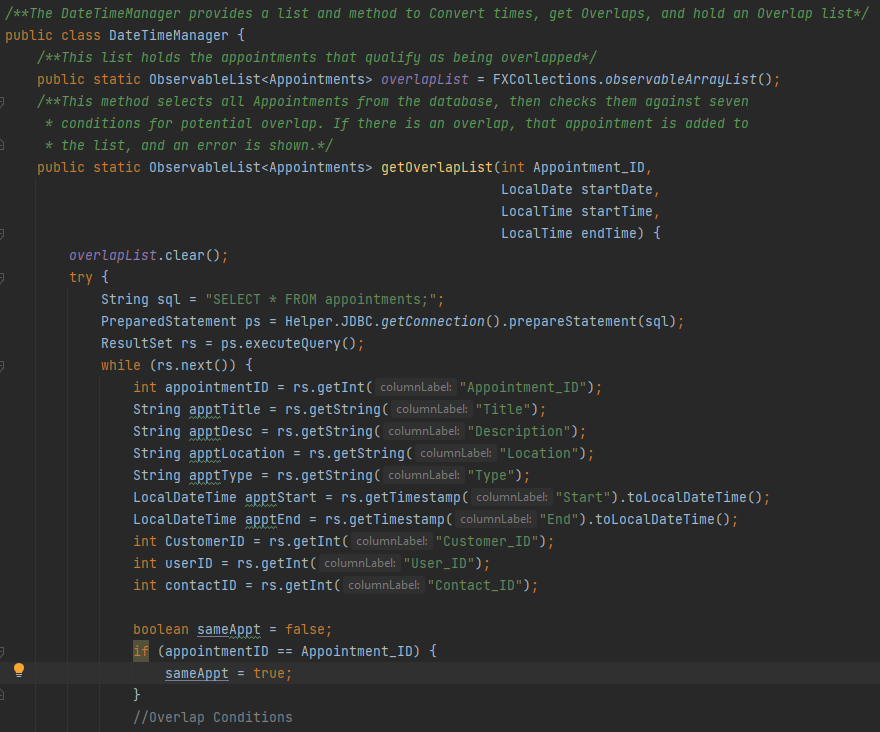 /**The DateTimeManager provides a list and method to Convert times, get Overlaps, and hold an Overlap list*/
public class DateTimeManager {
/**This list holds the appointments that qualify as being overlapped*/
public static ObservableList<Appointments> overlapList = FXCollections.observableArrayList();
/**This method selects all Appointments from the database, then checks them against seven
* conditions for potential overlap. If there is an overlap, that appointment is added to
* the list, and an error is shown.*/
public static ObservableList<Appointments> getOverlapList(int Appointment_ID,
LocalDate startDate,
LocalTime startTime,
LocalTime endTime) {
overlapList.clear();
try {
String sql = "SELECT * FROM appointments;";
PreparedStatement ps = Helper.JDBC.getConnection().prepareStatement(sql);
ResultSet rs = ps.executeQuery();
while (rs.next()) {
int appointmentID = rs.getInt( columnLabel: "Appointment_ID");
String apptTitle = rs.getString( columnLabel: "Title");
String apptDesc = rs.getString( columnLabel: "Description");
String apptLocation = rs.getString( columnLabel: "Location");
String apptType = rs.getString( columnLabel: "Type");
LocalDateTime apptStart = rs.getTimestamp( columnLabel: "Start").toLocalDateTime();
LocalDateTime apptEnd = rs.getTimestamp( columnLabel: "End").toLocalDateTime();
int CustomerID = rs.getInt( columnLabel: "Customer_ID");
int userID = rs.getInt( columnLabel: "User_ID");
int contactID = rs.getInt( columnLabel: "Contact_ID");
boolean sameAppt = false;
if (appointmentID == Appointment_ID) {
sameAppt = true;
}
//Overlap Conditions